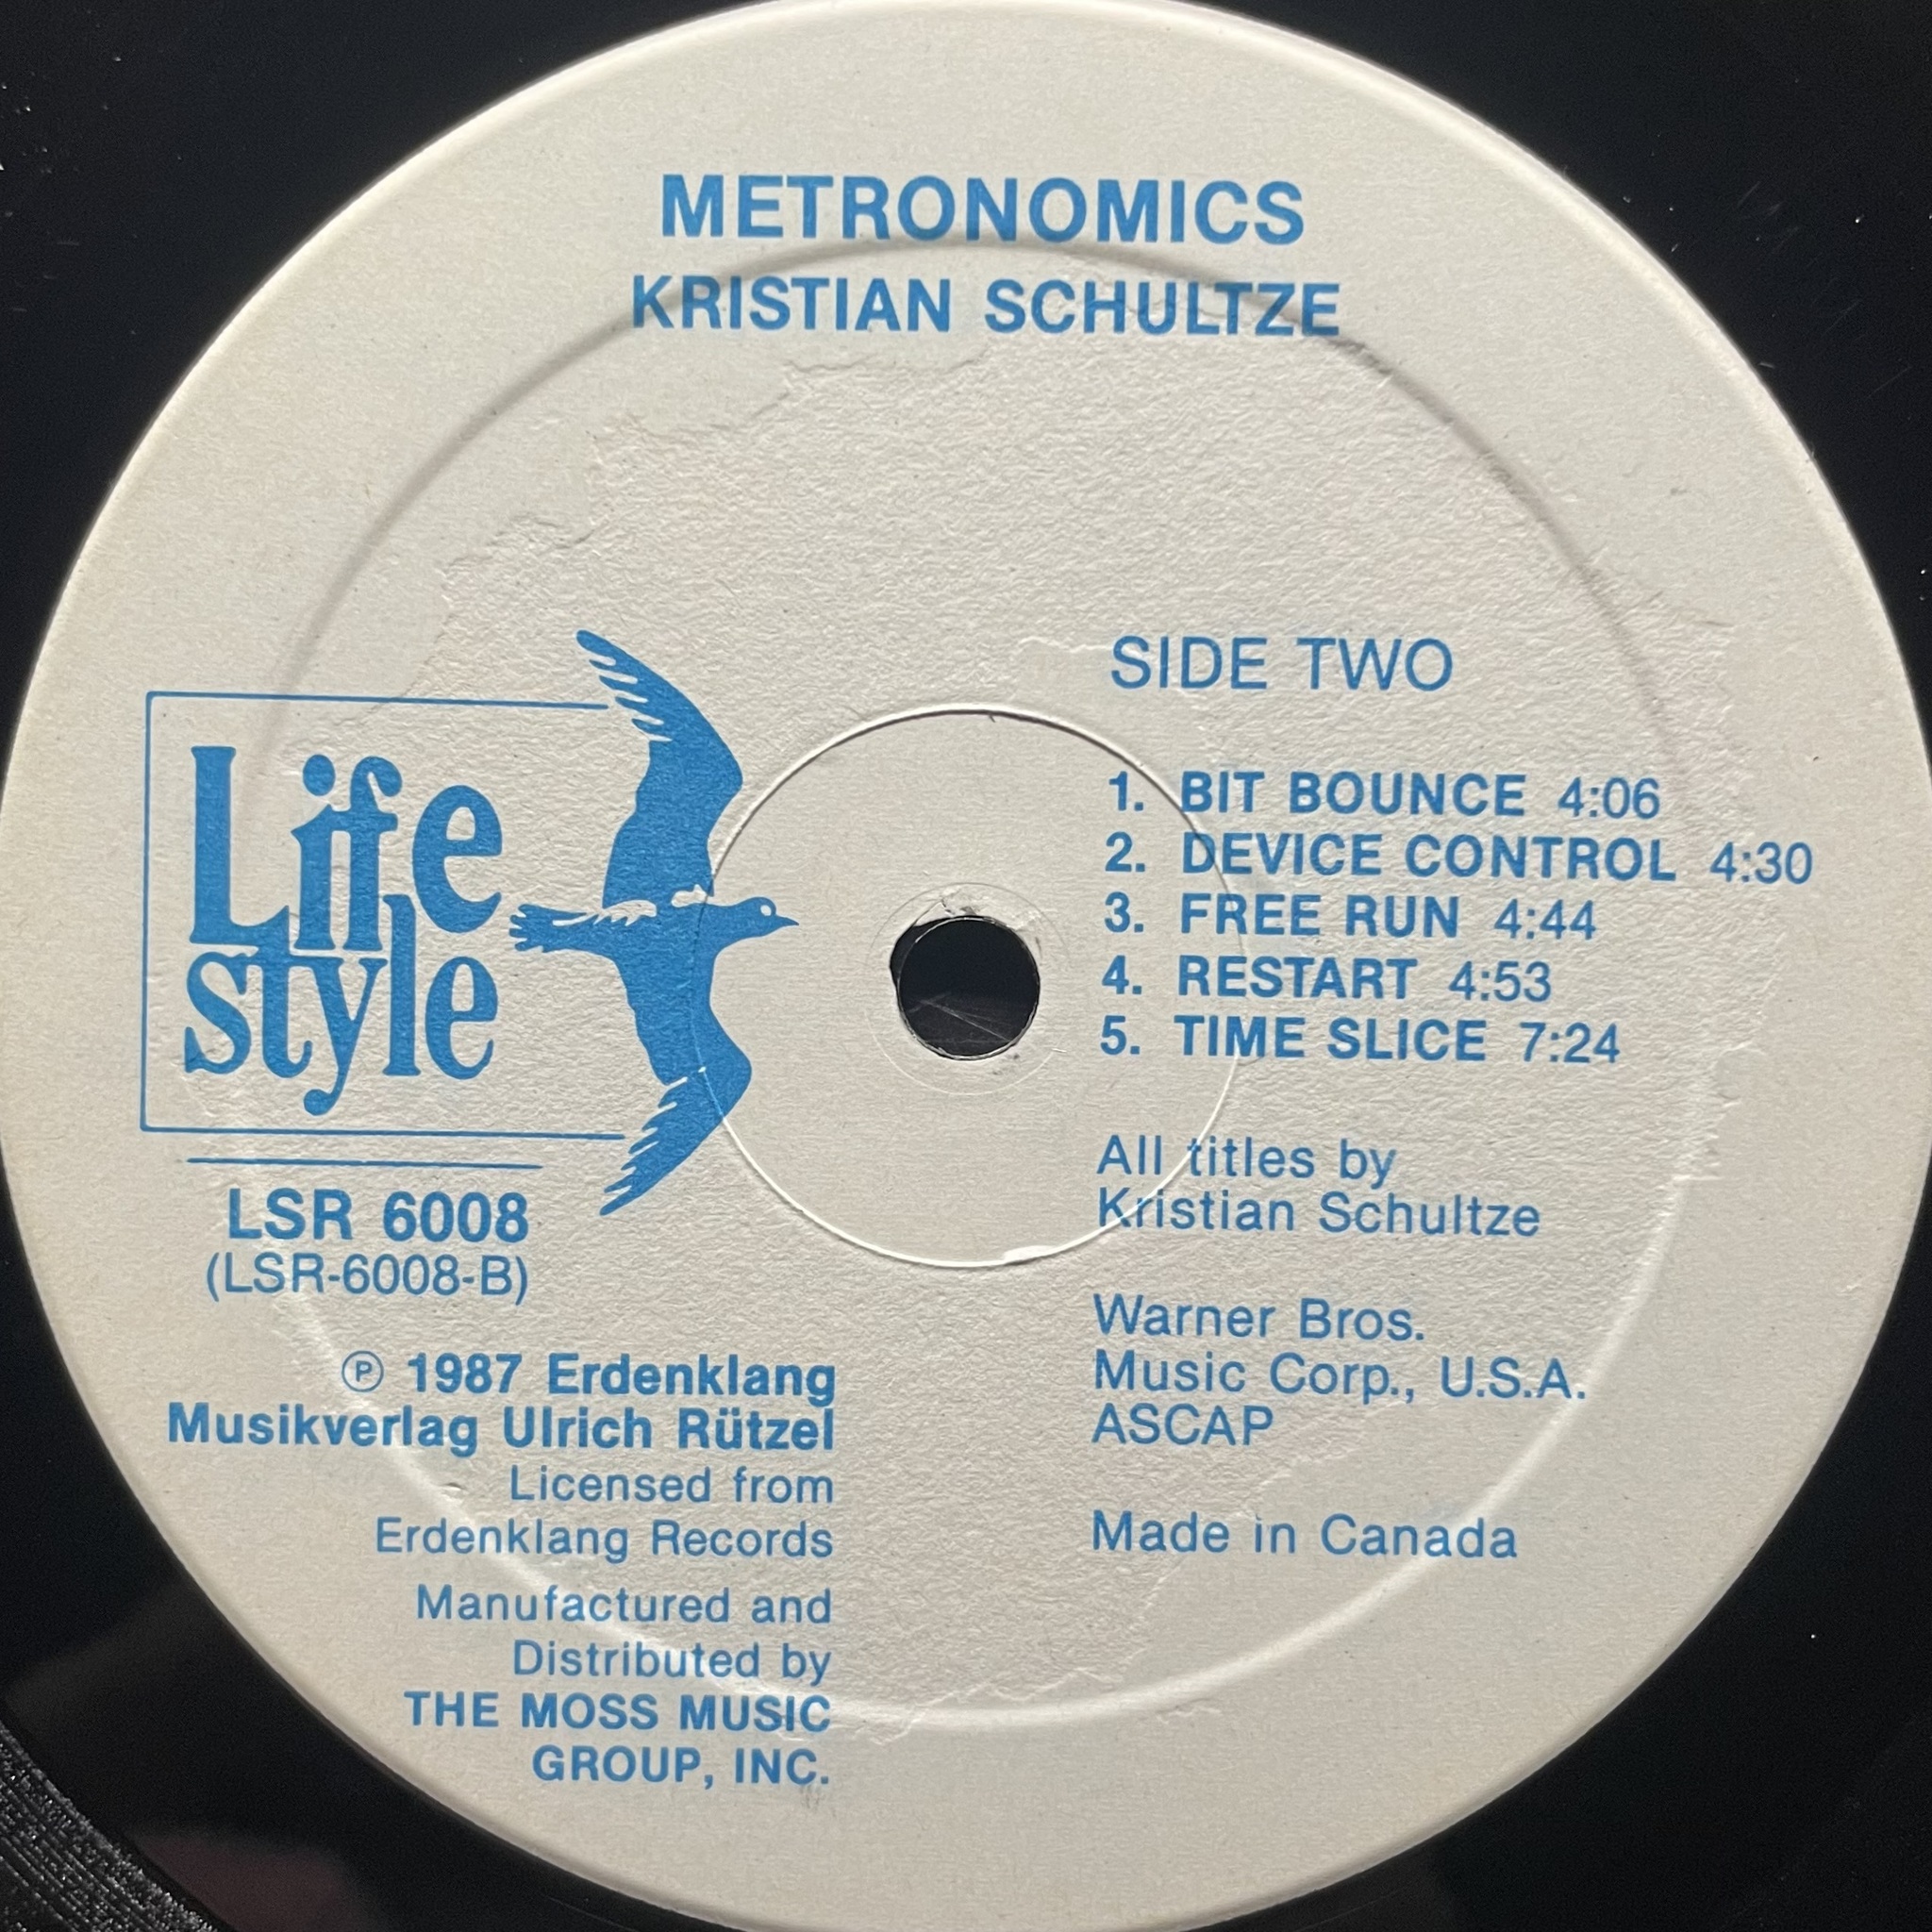 METRONOMICS
KRISTIAN SCHULTZE
Life
style
LSR 6008
(LSR-6008-B)
℗ 1987 Erdenklang
Musikverlag Ulrich Rützel
Licensed from
Erdenklang Records
Manufactured and
Distributed by
THE MOSS MUSIC
GROUP, INC.
SIDE TWO
1. BIT BOUNCE 4:06
2. DEVICE CONTROL 4:30
3. FREE RUN 4:44
4. RESTART 4:53
5. TIME SLICE 7:24
All titles by
Kristian Schultze
Warner Bros.
Music Corp., U.S.A.
ASCAP
Made in Canada